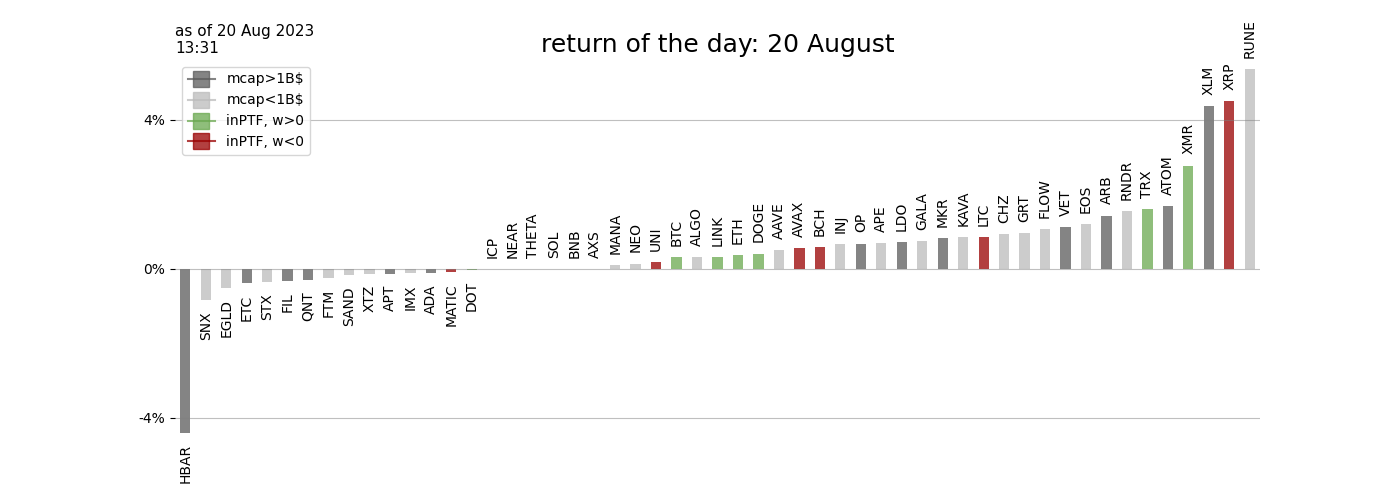 as of 20 Aug 2023
13:31
return of the day: 20 August
mcap>1B$
mcap<1B$
inPTF, w>0
inPTF, w<0
4%
0%
-4%
HBAR
SNX
EGLD
ETC
STX
FIL
QNT
FTM
SAND
XTZ
APT
IMX
ADA
MATIC
DOT
ICP
NEAR
THETA
SOL
BNB
AXS
MANA
NEO
UNI
BTC
ALGO
LINK
ETH
DOGE
AAVE
AVAX
BCH
INJ
OP
APE
LDO
GALA
MKR
KAVA
LTC
CHZ
GRT
FLOW
VET
EOS
ARB
RNDR
TRX
ATOM
XMR
XLM
XRP
RUNE